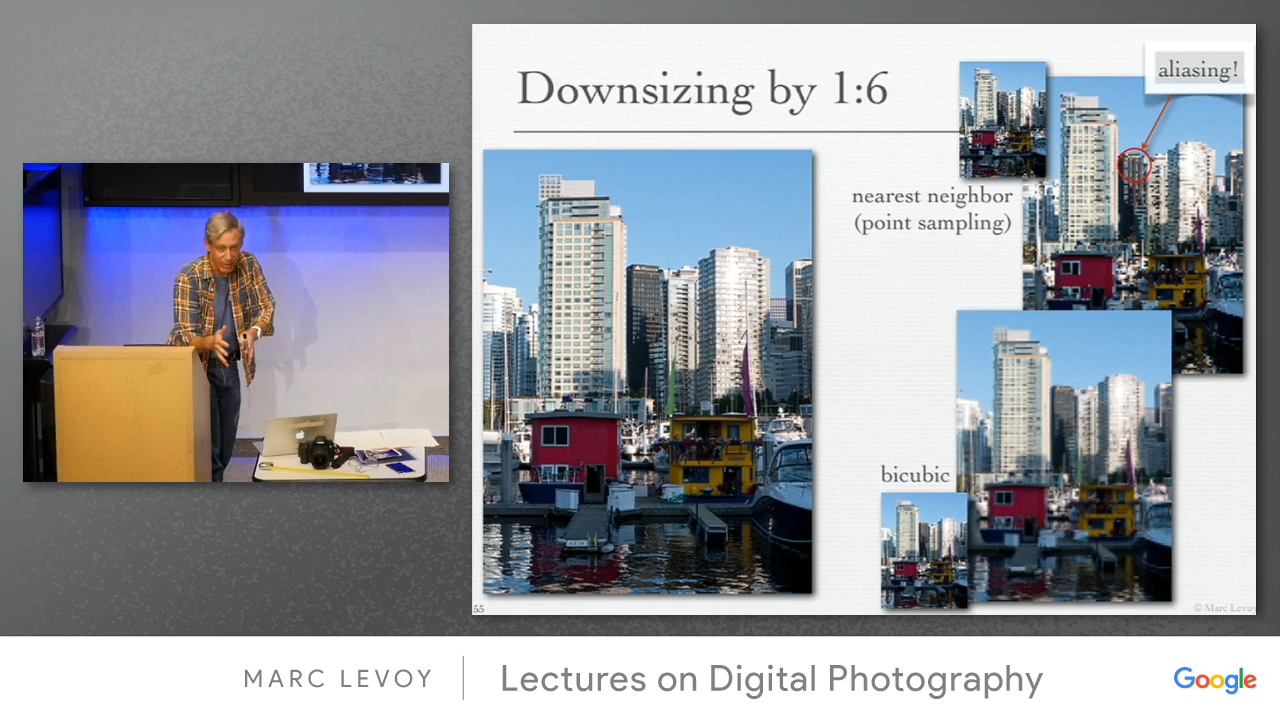 Downsizing by 1:6
aliasing!
nearest neighbor
(point sampling)
bicubic
55
© Marc Levoy
MARC LEVOY
Lectures on Digital Photography
Google